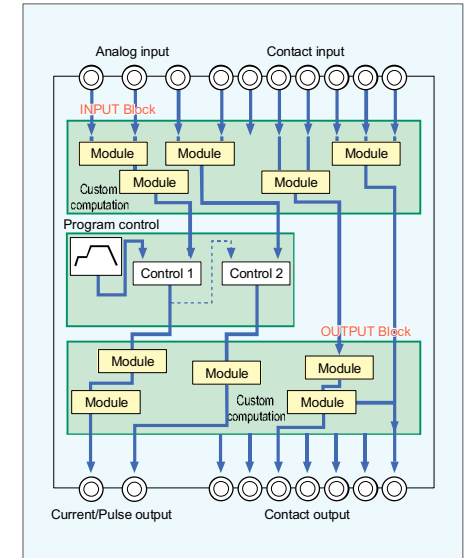 Analog input
Contact input
INPUT Block
Module
Module
Module
Module
Module
Custom
computation
Program control
Control 1
Control 2
OUTPUT Block
Module
Module
Module
Module
Module
Custom
computation
Current/Pulse output
Contact output